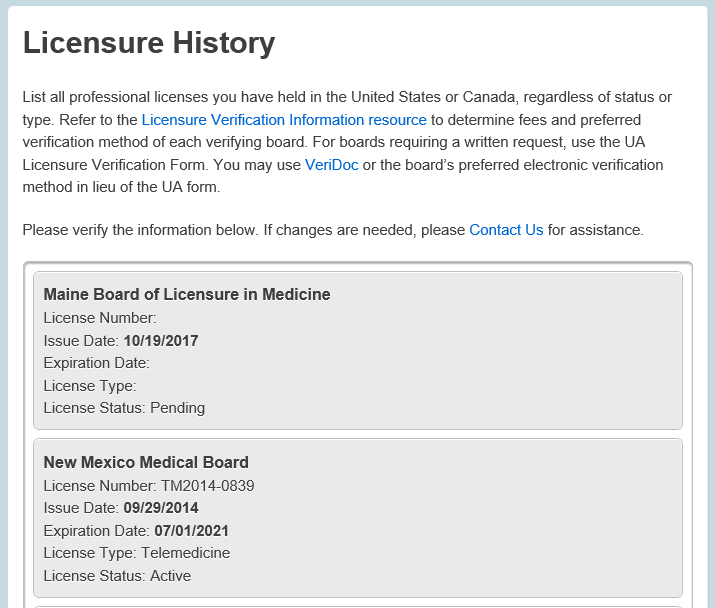 Licensure History
List all professional licenses you have held in the United States or Canada, regardless of status or
type. Refer to the Licensure Verification Information resource to determine fees and preferred
verification method of each verifying board. For boards requiring a written request, use the UA
Licensure Verification Form. You may use VeriDoc or the board's preferred electronic verification
method in lieu of the UA form.
Please verify the information below. If changes are needed, please Contact Us for assistance.
Maine Board of Licensure in Medicine
License Number:
Issue Date: 10/19/2017
Expiration Date:
License Type:
License Status: Pending
New Mexico Medical Board
License Number: TM2014-0839
Issue Date: 09/29/2014
Expiration Date: 07/01/2021
License Type: Telemedicine
License Status: Active